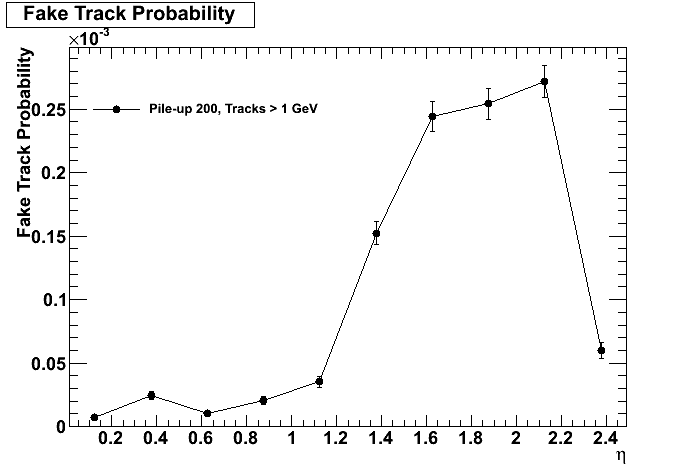 Fake Track Probability
×10-3
Fake Track Probability
Pile-up 200, Tracks > 1 GeV
0.25
0.2
0.15
0.1
0.05
0
0.2 0.4 0.6 0.8 1 1.2 1.4 1.6 1.8 2 2.2 2.4
η